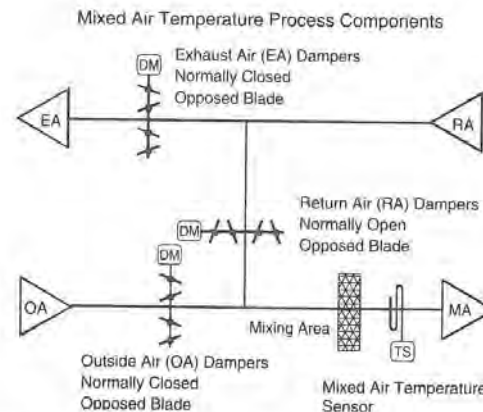 Mixed Air Temperature Process Components
DM
Exhaust Air (EA) Dampers
Normally Closed
Opposed Blade
EA
RA
DM
Return Air (RA) Dampers
Normally Open
Opposed Blade
DM
OA
MA
Mixing Area
TS
Outside Air (OA) Dampers
Normally Closed
Opposed Blade
Mixed Air Temperature
Sensor